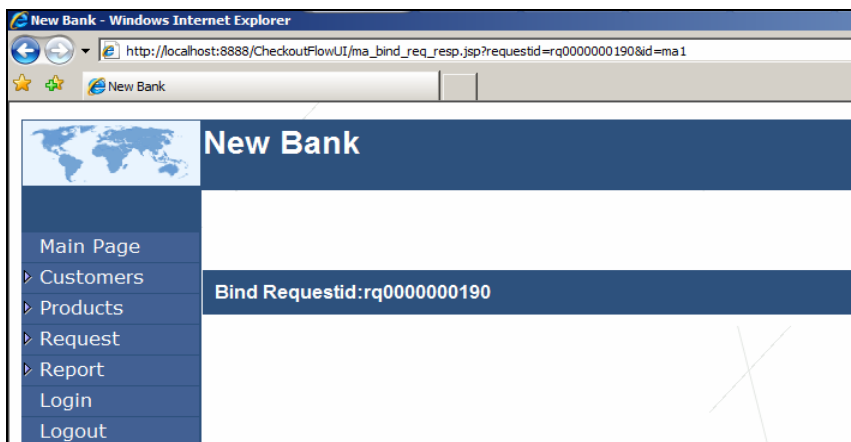 New Bank - Windows Internet Explorer
http://localhost:8888/CheckoutFlowUI/ma_bind_req_resp.jsp?requestid=rq0000000190&id=ma1
New Bank
New Bank
Main Page
Customers
Bind Requestid:rq0000000190
Products
Request
Report
Login
Logout